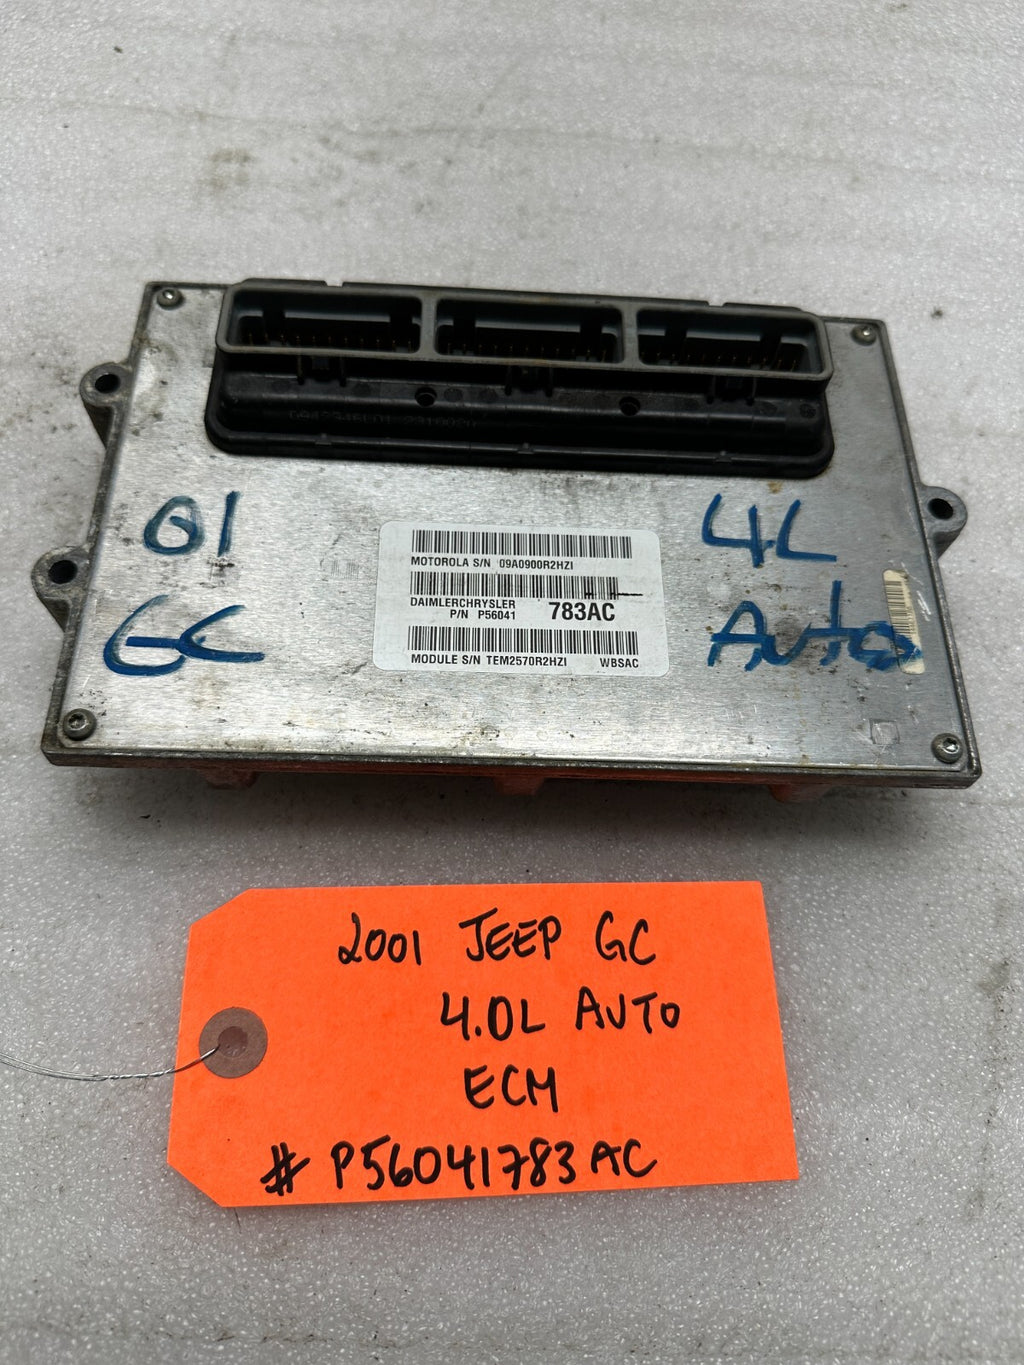 01
GC
4.L
Auto
MOTOROLA S/N 09A0900R2HZI
DAIMLERCHRYSLER
P/N P56041 783AC
MODULE S/N TEM2570R2HZI WBSAC
2001 JEEP GC
4.0L AUTO
ECM
# P56041783AC